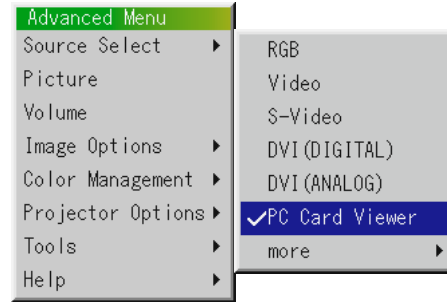 Advanced Menu
Source Select
Picture
Volume
Image Options
Color Management
Projector Options
Tools
Help
RGB
Video
S-Video
DVI(DIGITAL)
DVI(ANALOG)
PC Card Viewer
more